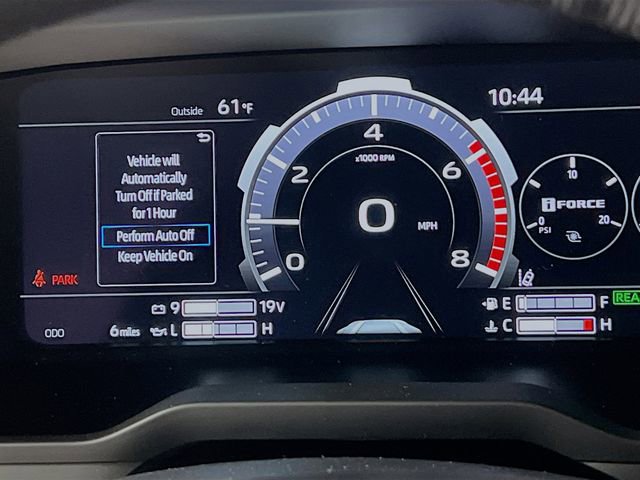 Outside 61°F
10:44
Vehicle will
Automatically
Turn Off if Parked
for 1 Hour
Perform Auto Off
Keep Vehicle On
PARK
0
2
4
6
8
x1000 RPM
0 MPH
10
i FORCE
0 20
PSI
9 19V
ODO 6 miles L H
E F
C H
REA